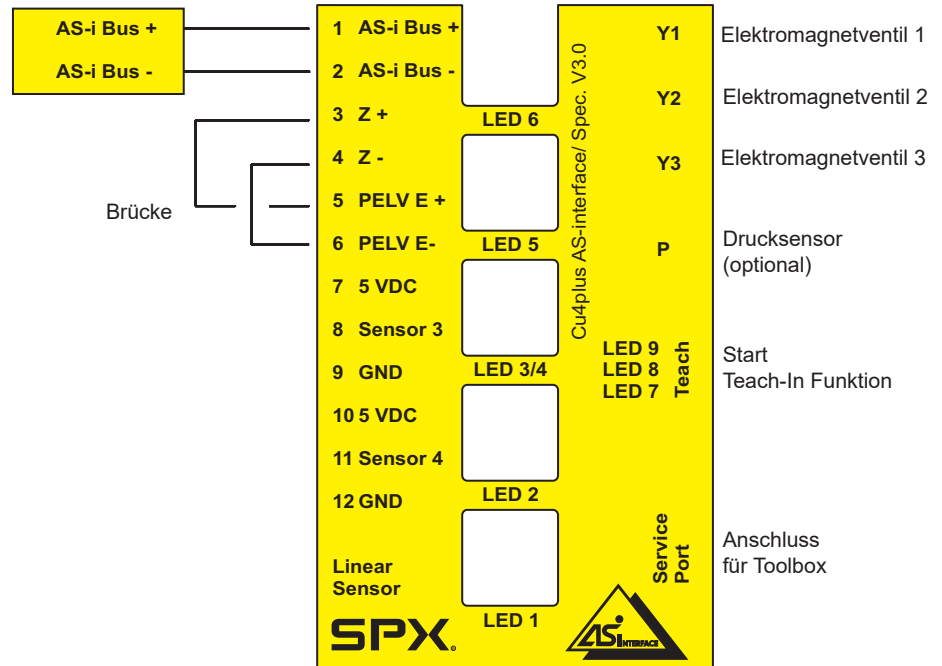 AS-i Bus +
AS-i Bus -
Brücke
1 AS-i Bus +
2 AS-i Bus -
3 Z +
4 Z -
5 PELV E +
6 PELV E-
7 5 VDC
8 Sensor 3
9 GND
10 5 VDC
11 Sensor 4
12 GND
Linear
Sensor
SPX.
LED 6
LED 5
LED 3/4
LED 2
LED 1
Cu4plus AS-interface/ Spec. V3.0
Y1
Y2
Y3
P
LED 9
LED 8
LED 7
Teach
Service
Port
ASi INTERFACE
Elektromagnetventil 1
Elektromagnetventil 2
Elektromagnetventil 3
Drucksensor
(optional)
Start
Teach-In Funktion
Anschluss
für Toolbox